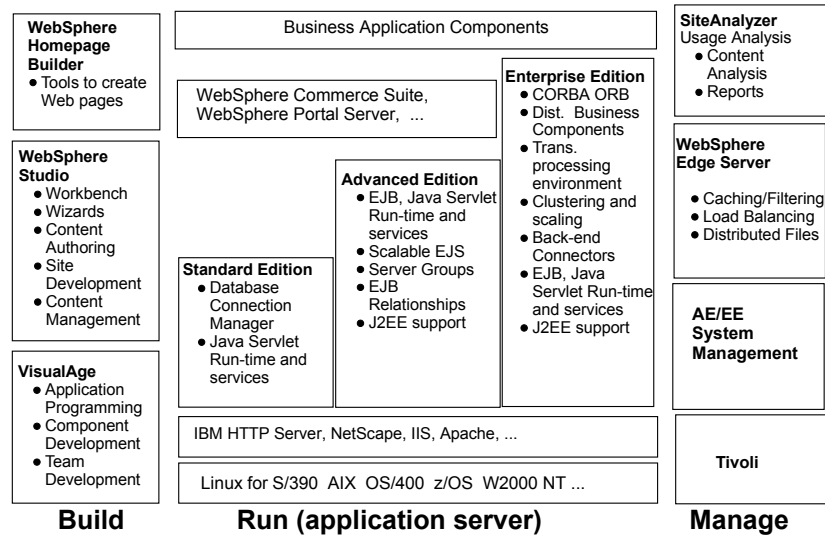 WebSphere
Homepage
Builder
● Tools to create
Web pages
WebSphere
Studio
● Workbench
● Wizards
● Content
Authoring
● Site
Development
● Content
Management
VisualAge
● Application
Programming
● Component
Development
● Team
Development
Build
Business Application Components
WebSphere Commerce Suite,
WebSphere Portal Server, ...
Standard Edition
● Database
Connection
Manager
● Java Servlet
Run-time and
services
Advanced Edition
● EJB, Java Servlet
Run-time and
services
● Scalable EJS
● Server Groups
● EJB
Relationships
● J2EE support
Enterprise Edition
● CORBA ORB
● Dist. Business
Components
● Trans.
processing
environment
● Clustering and
scaling
● Back-end
Connectors
● EJB, Java
Servlet Run-time
and services
● J2EE support
IBM HTTP Server, NetScape, IIS, Apache, ...
Linux for S/390 AIX OS/400 z/OS W2000 NT ...
Run (application server)
SiteAnalyzer
Usage Analysis
● Content
Analysis
● Reports
WebSphere
Edge Server
● Caching/Filtering
● Load Balancing
● Distributed Files
AE/EE
System
Management
Tivoli
Manage